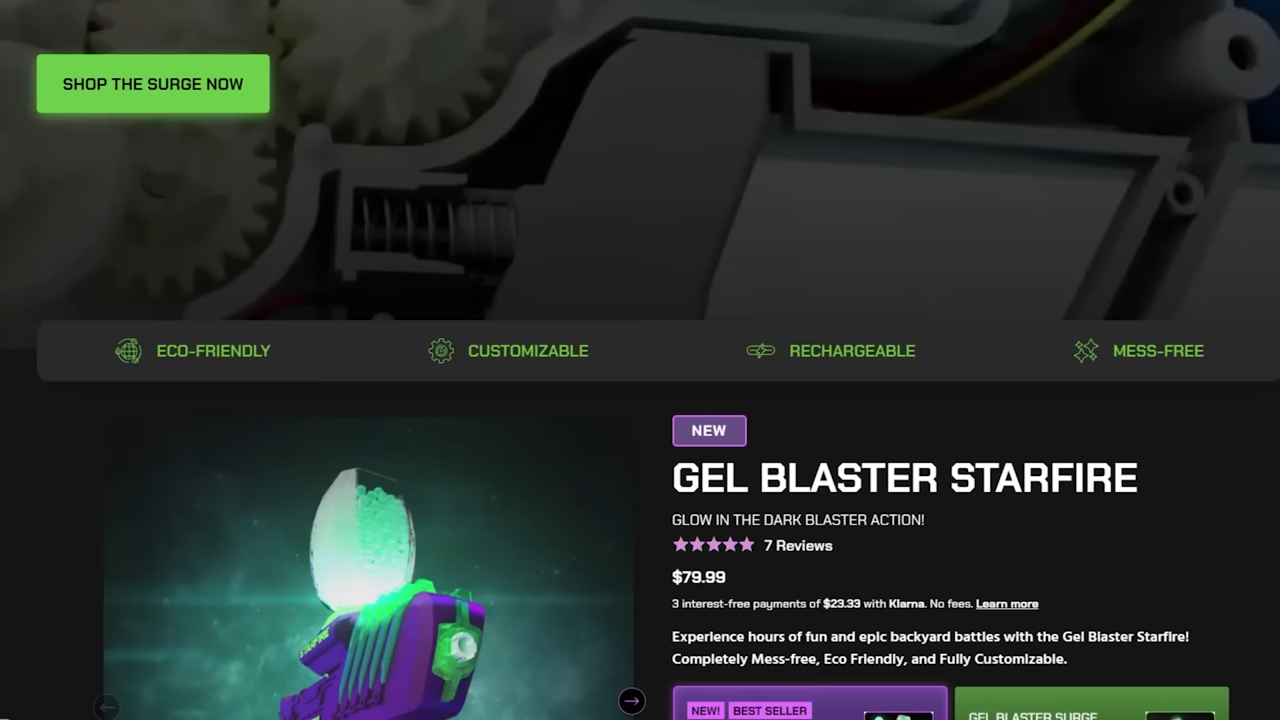 SHOP THE SURGE NOW
ECO-FRIENDLY
CUSTOMIZABLE
RECHARGEABLE
MESS-FREE
NEW
GEL BLASTER STARFIRE
GLOW IN THE DARK BLASTER ACTION!
7 Reviews
$79.99
3 interest-free payments of $23.33 with Klarna. No fees. Learn more
Experience hours of fun and epic backyard battles with the Gel Blaster Starfire!
Completely Mess-free, Eco Friendly, and Fully Customizable.
NEW! BEST SELLER
GEL BLASTER SURGE